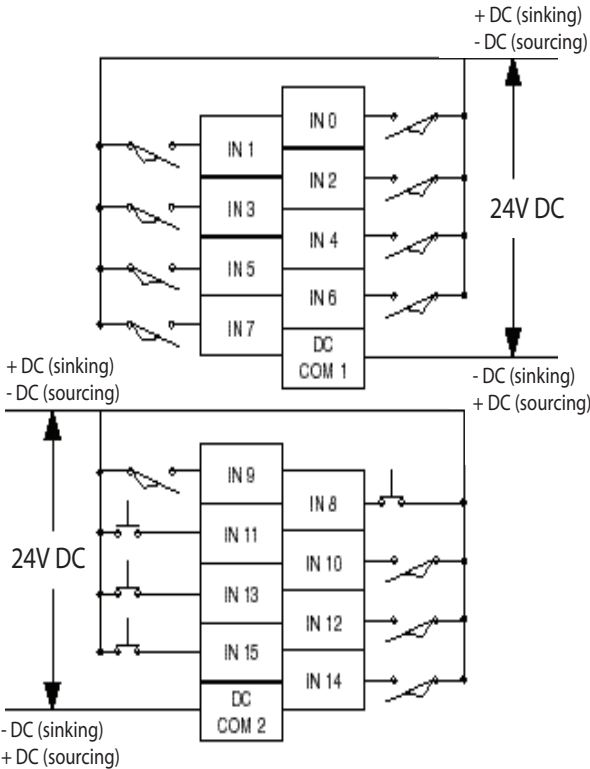 + DC (sinking)
- DC (sourcing)
IN 0
IN 1
IN 2
IN 3
24V DC
IN 4
IN 5
IN 6
IN 7
DC
COM 1
- DC (sinking)
+ DC (sourcing)
+ DC (sinking)
- DC (sourcing)
IN 9
IN 8
IN 11
24V DC
IN 10
IN 13
IN 12
IN 15
IN 14
DC
COM 2
- DC (sinking)
+ DC (sourcing)